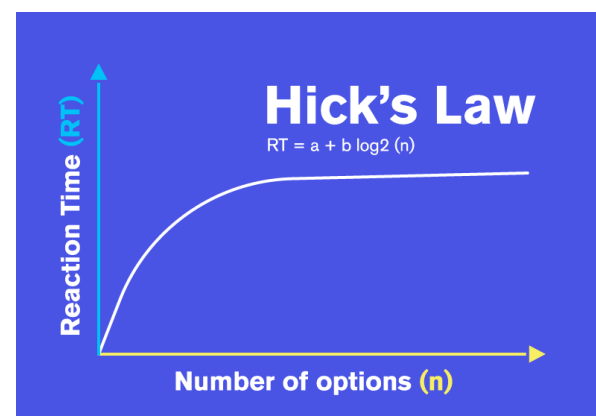 Hick’s Law
RT = a + b log2 (n)
Reaction Time (RT)
Number of options (n)